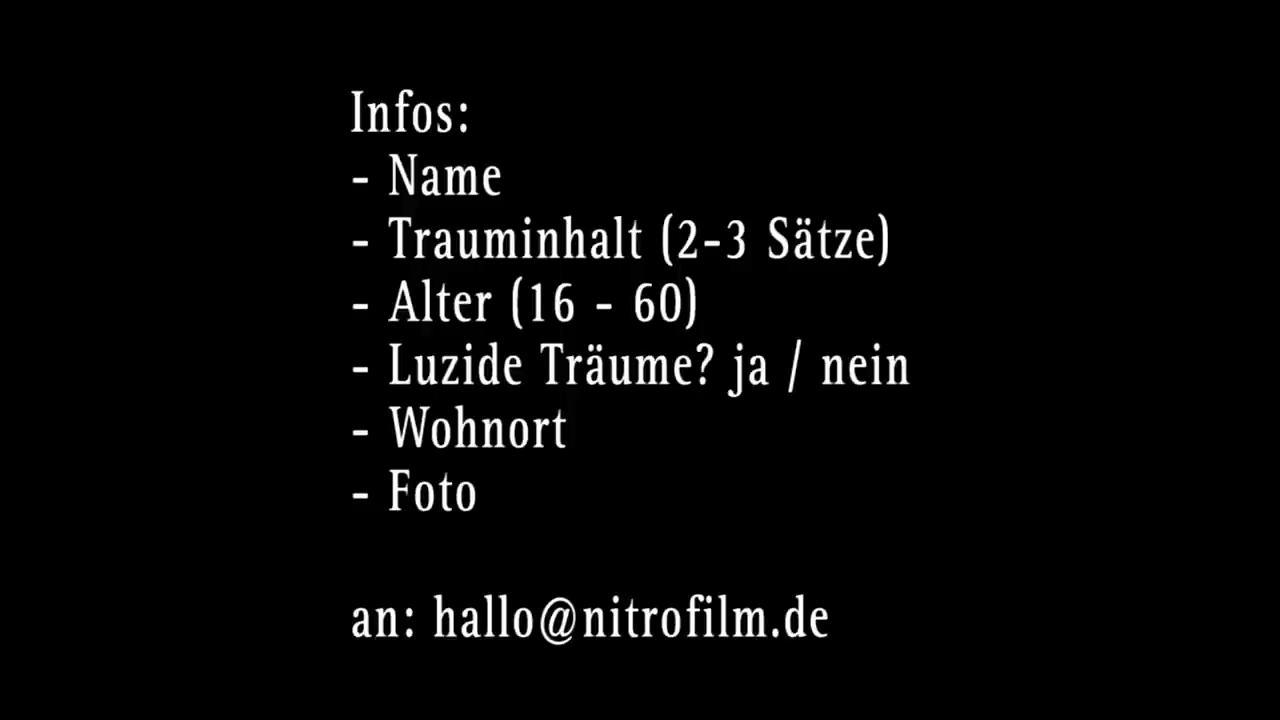 Infos:
- Name
- Trauminhalt (2-3 Sätze)
- Alter (16 - 60)
- Luzide Träume? ja / nein
- Wohnort
- Foto
an: hallo@nitrofilm.de